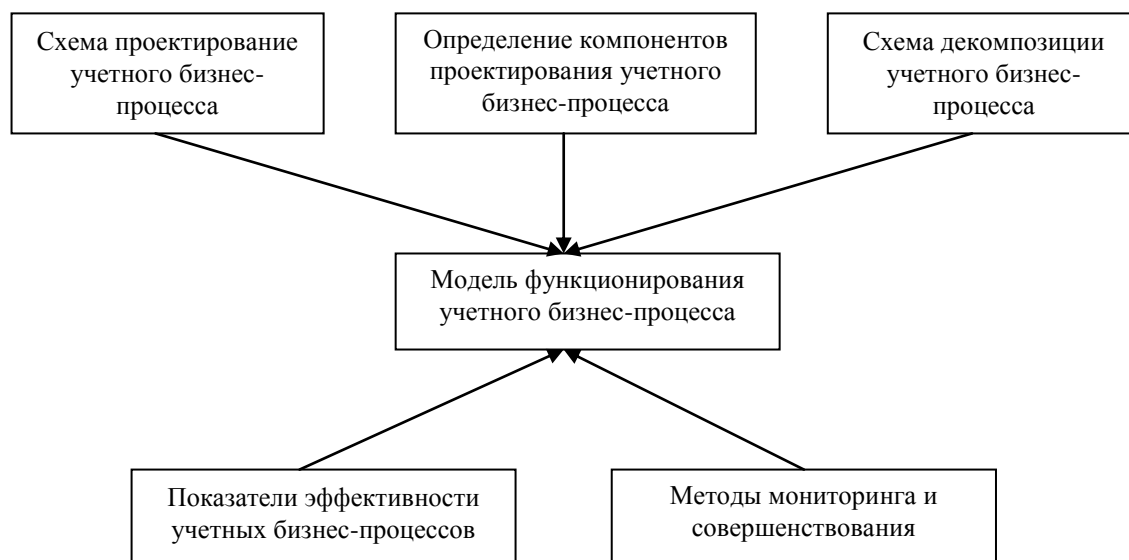 Схема проектирование
учетного бизнес-
процесса
Определение компонентов
проектирования учетного
бизнес-процесса
Схема декомпозиции
учетного бизнес-
процесса
Модель функционирования
учетного бизнес-процесса
Показатели эффективности
учетных бизнес-процессов
Методы мониторинга и
совершенствования